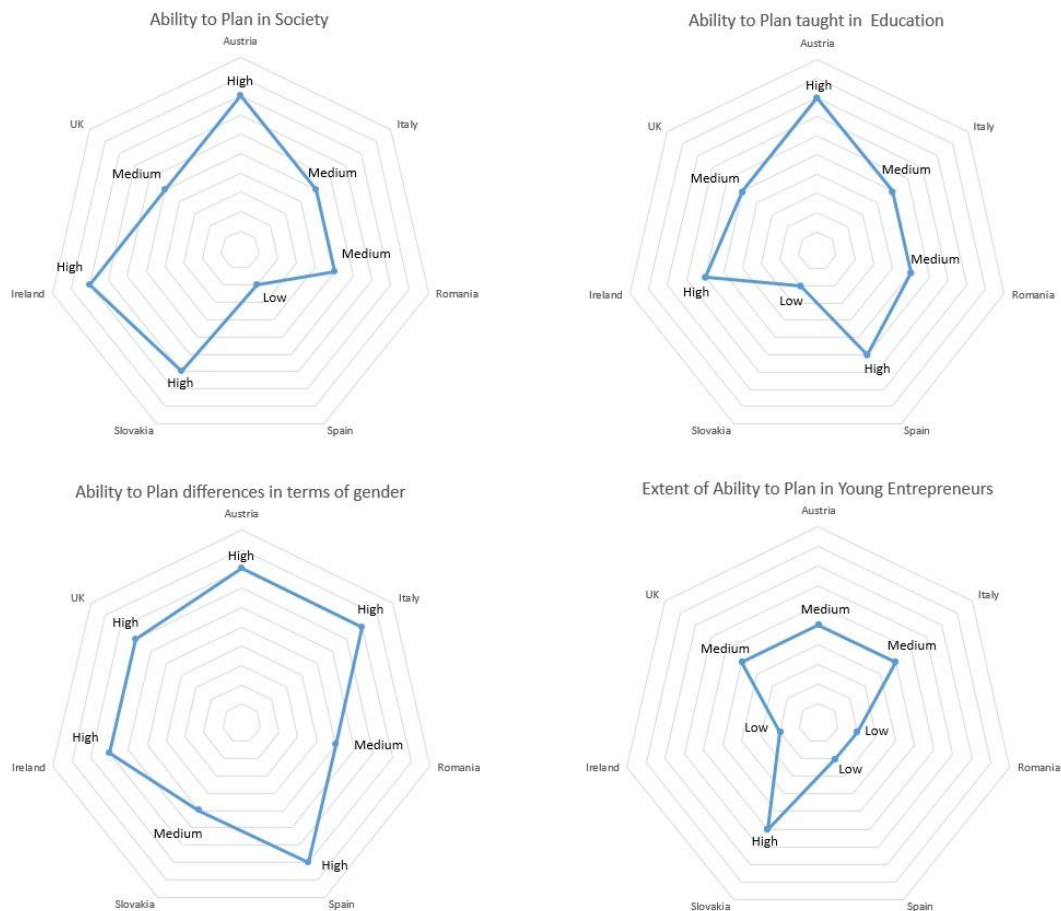 Ability to Plan in Society
Austria
High
UK
Italy
Medium
Medium
Medium
High
Ireland
Romania
Low
High
Slovakia
Spain
Ability to Plan taught in Education
Austria
High
UK
Italy
Medium
Medium
Medium
High
Ireland
Romania
Low
High
Slovakia
Spain
Ability to Plan differences in terms of gender
Austria
High
UK
Italy
High
High
High
Medium
Ireland
Romania
Medium
High
Slovakia
Spain
Extent of Ability to Plan in Young Entrepreneurs
Austria
Medium
UK
Italy
Medium
Medium
Low
Low
Ireland
Romania
Low
High
Slovakia
Spain